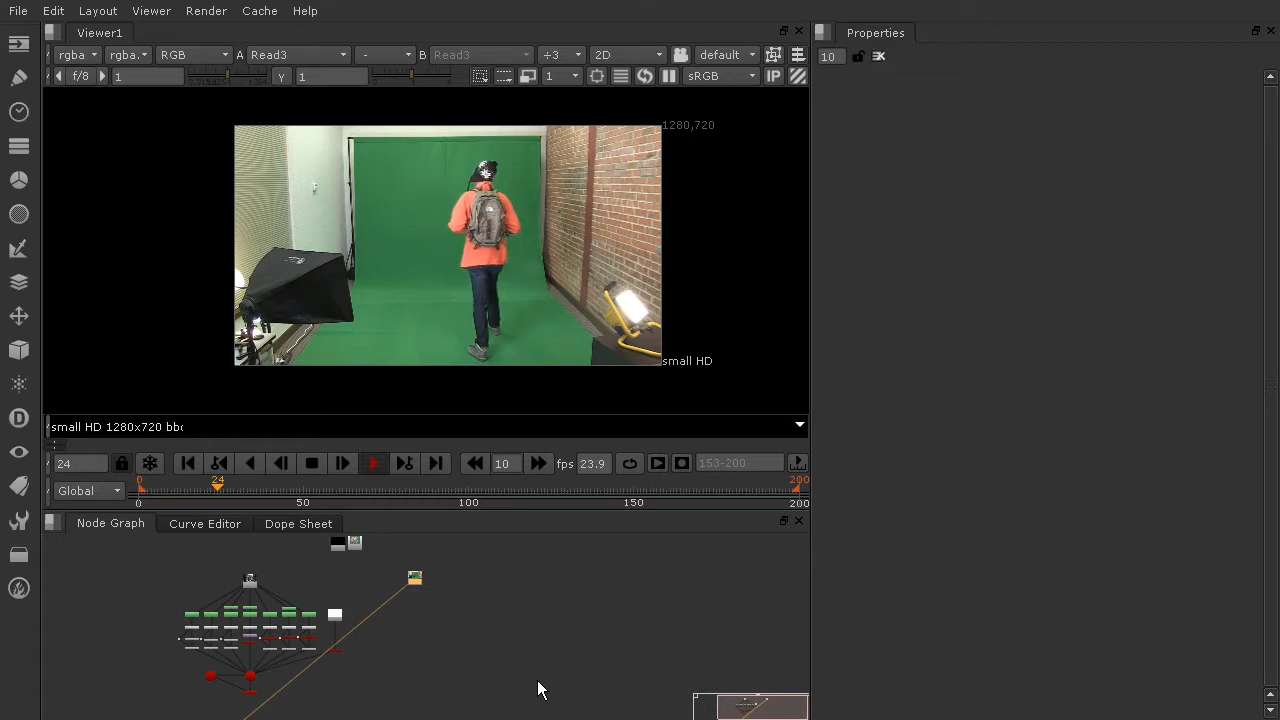 File Edit Layout Viewer Render Cache Help
Viewer1
Properties
rgba rgba. RGB A Read3 - B Read3 ÷3 2D default
f/8 1 Y 1 1 sRGB IP
10
1280,720
small HD
small HD 1280x720 bb
24 10 fps 23.9 153-200
Global 0 24 200
0 50 100 150 200
Node Graph Curve Editor Dope Sheet